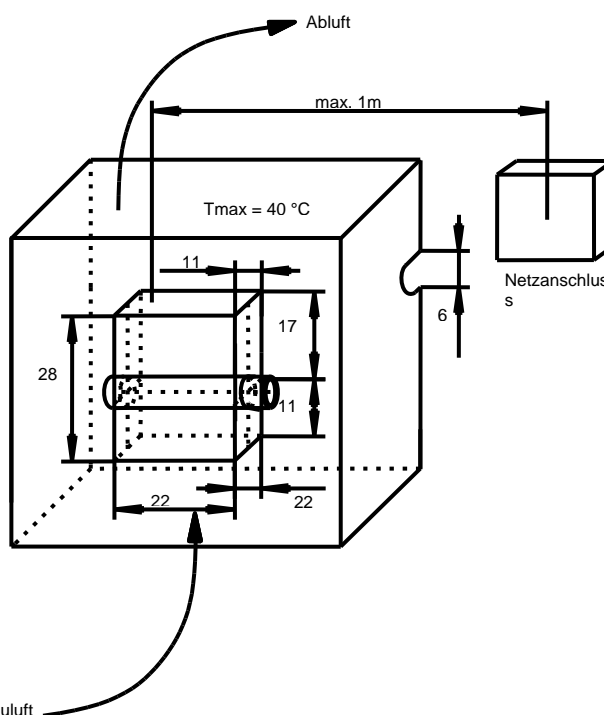 Abluft
max. 1m
Tmax = 40 °C
11
Netzanschlus
s
17
6
28
11
22
22
uluft